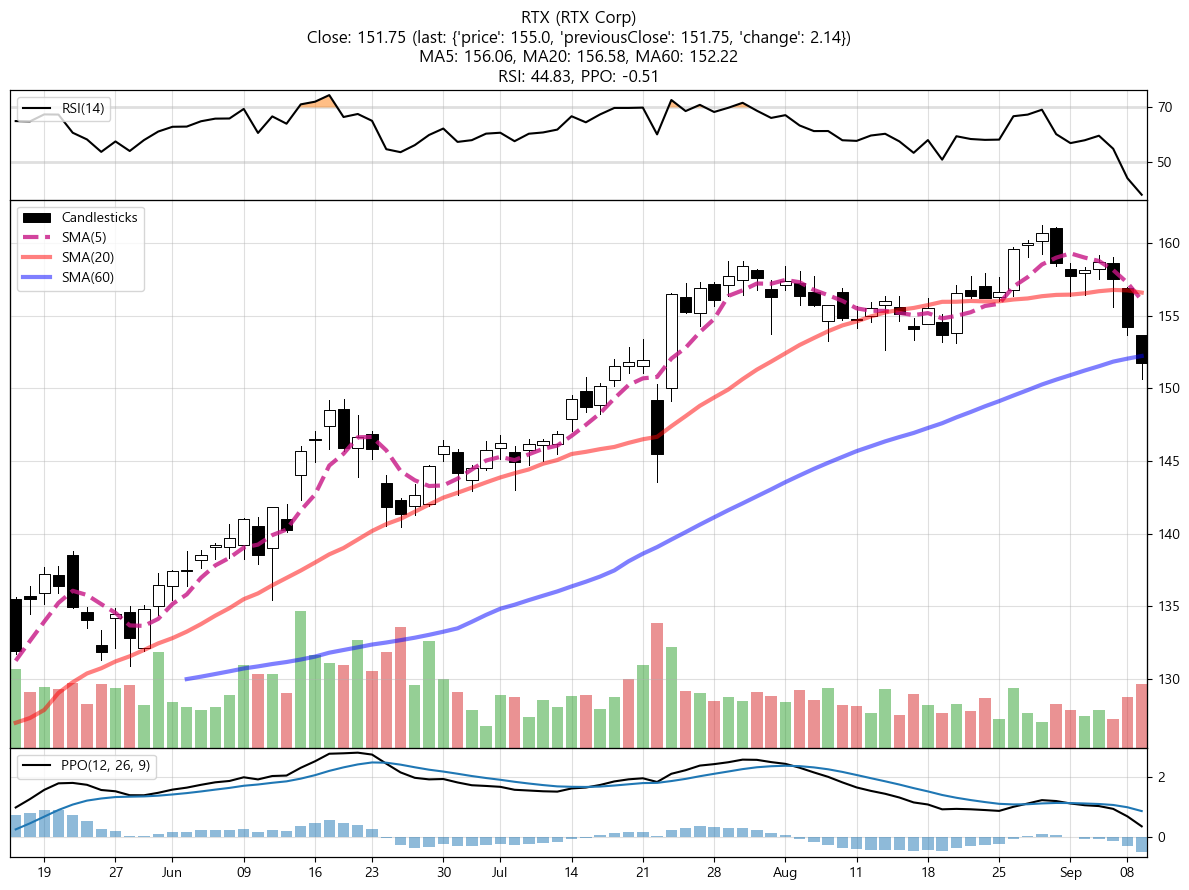 RTX (RTX Corp)
Close: 151.75 (last: {'price': 155.0, 'previousClose': 151.75, 'change': 2.14})
MA5: 156.06, MA20: 156.58, MA60: 152.22
RSI: 44.83, PPO: -0.51
RSI(14)
70
50
Candlesticks
SMA(5)
SMA(20)
SMA(60)
160
155
150
145
140
135
130
PPO(12, 26, 9)
2
0
19 27 Jun 09 16 23 30 Jul 14 21 28 Aug 11 18 25 Sep 08